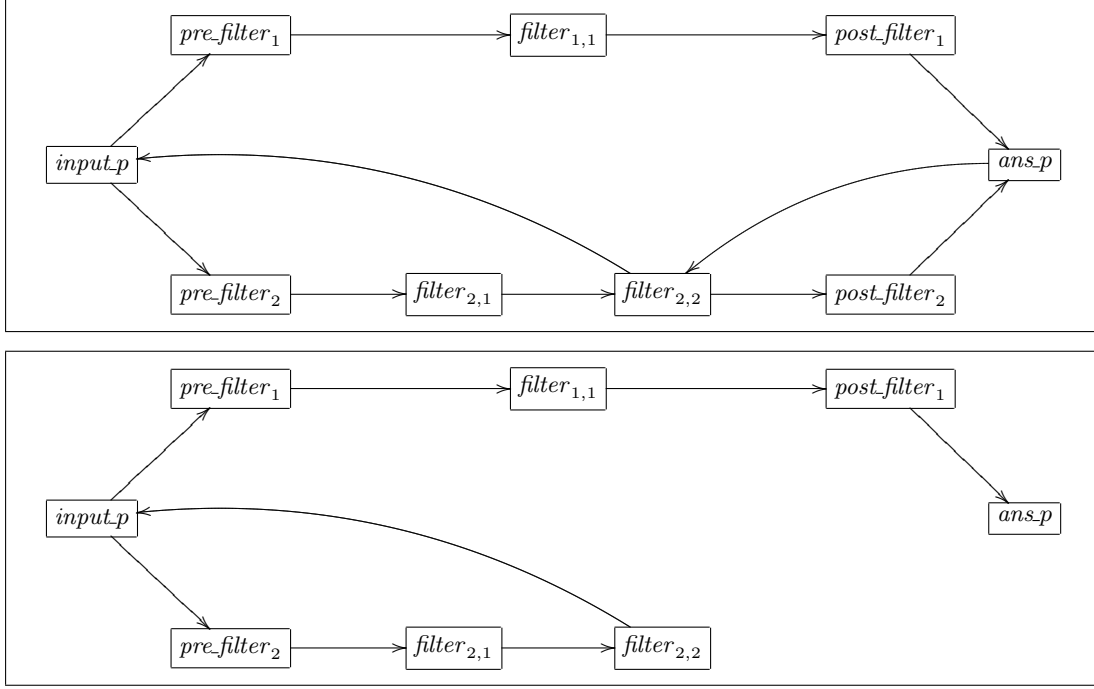 pre_filter₁ filter₁,₁ post_filter₁
input_p ans_p
pre_filter₂ filter₂,₁ filter₂,₂ post_filter₂
pre_filter₁ filter₁,₁ post_filter₁
input_p ans_p
pre_filter₂ filter₂,₁ filter₂,₂